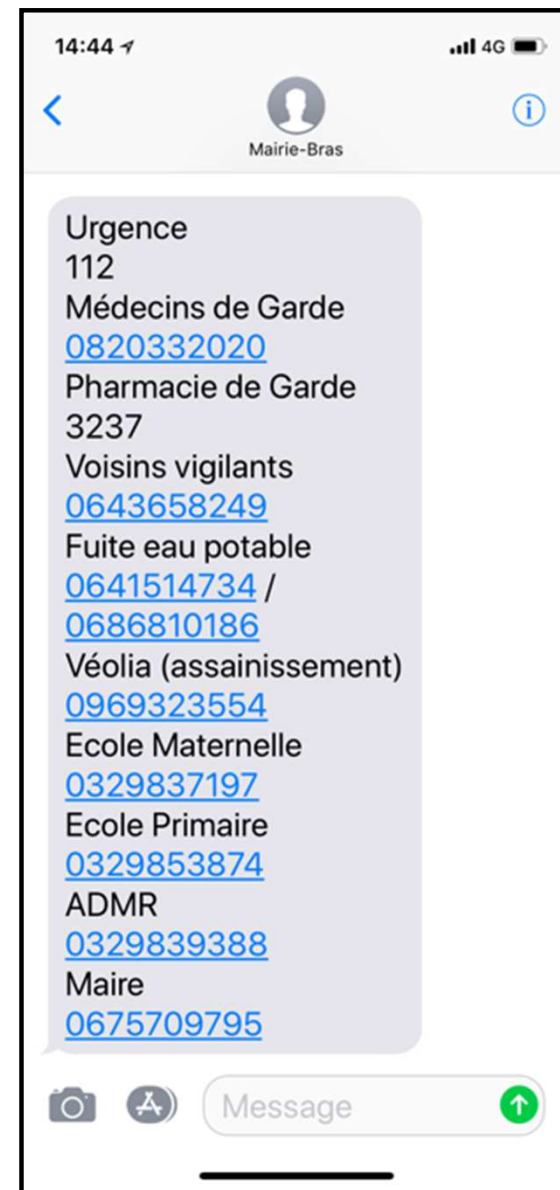 14:44
4G
Mairie-Bras
Urgence
112
Médecins de Garde
0820332020
Pharmacie de Garde
3237
Voisins vigilants
0643658249
Fuite eau potable
0641514734 /
0686810186
Véolia (assainissement)
0969323554
Ecole Maternelle
0329837197
Ecole Primaire
0329853874
ADMR
0329839388
Maire
0675709795
Message